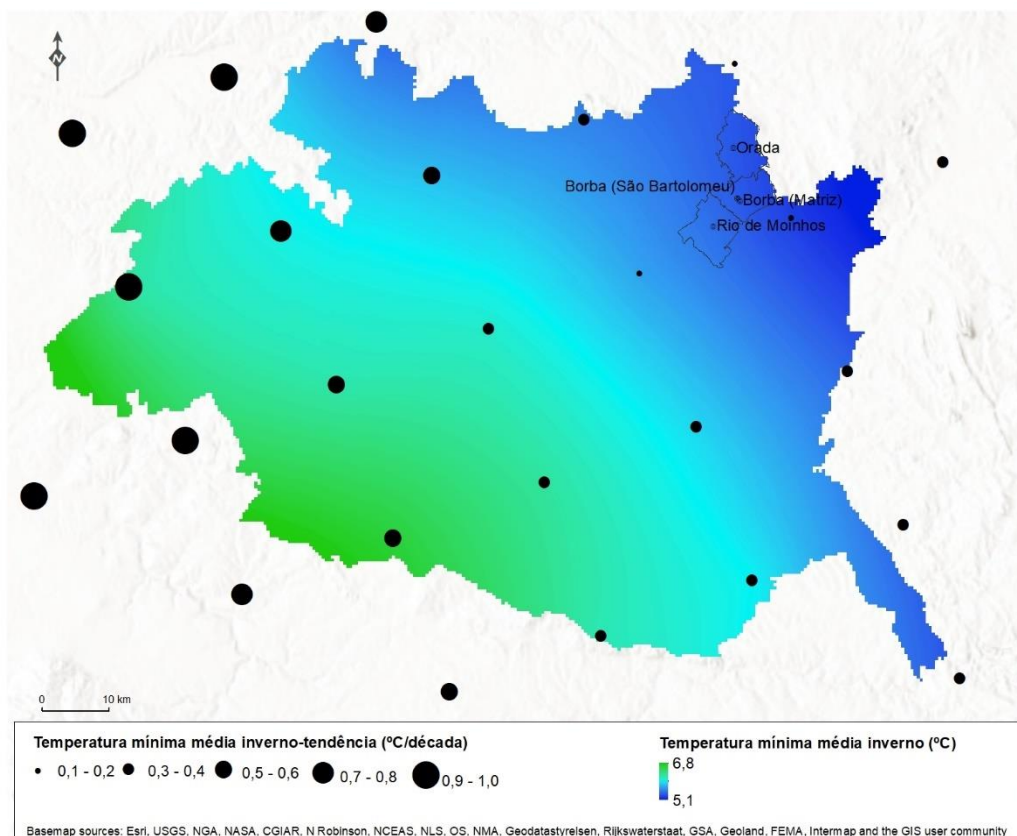 N
Orada
Borba (São Bartolomeu)
Borba (Matriz)
Rio de Moinhos
0 10 km
Temperatura mínima média inverno-tendência (ºC/década)
0,1 - 0,2 0,3 - 0,4 0,5 - 0,6 0,7 - 0,8 0,9 - 1,0
Temperatura mínima média inverno (ºC)
6,8
5,1
Basemap sources: Esri, USGS, NGA, NASA, CGIAR, N Robinson, NCEAS, NLS, OS, NMA, Geodatastyrelsen, Rijkswaterstaat, GSA, Geoland, FEMA, Intermap and the GIS user community